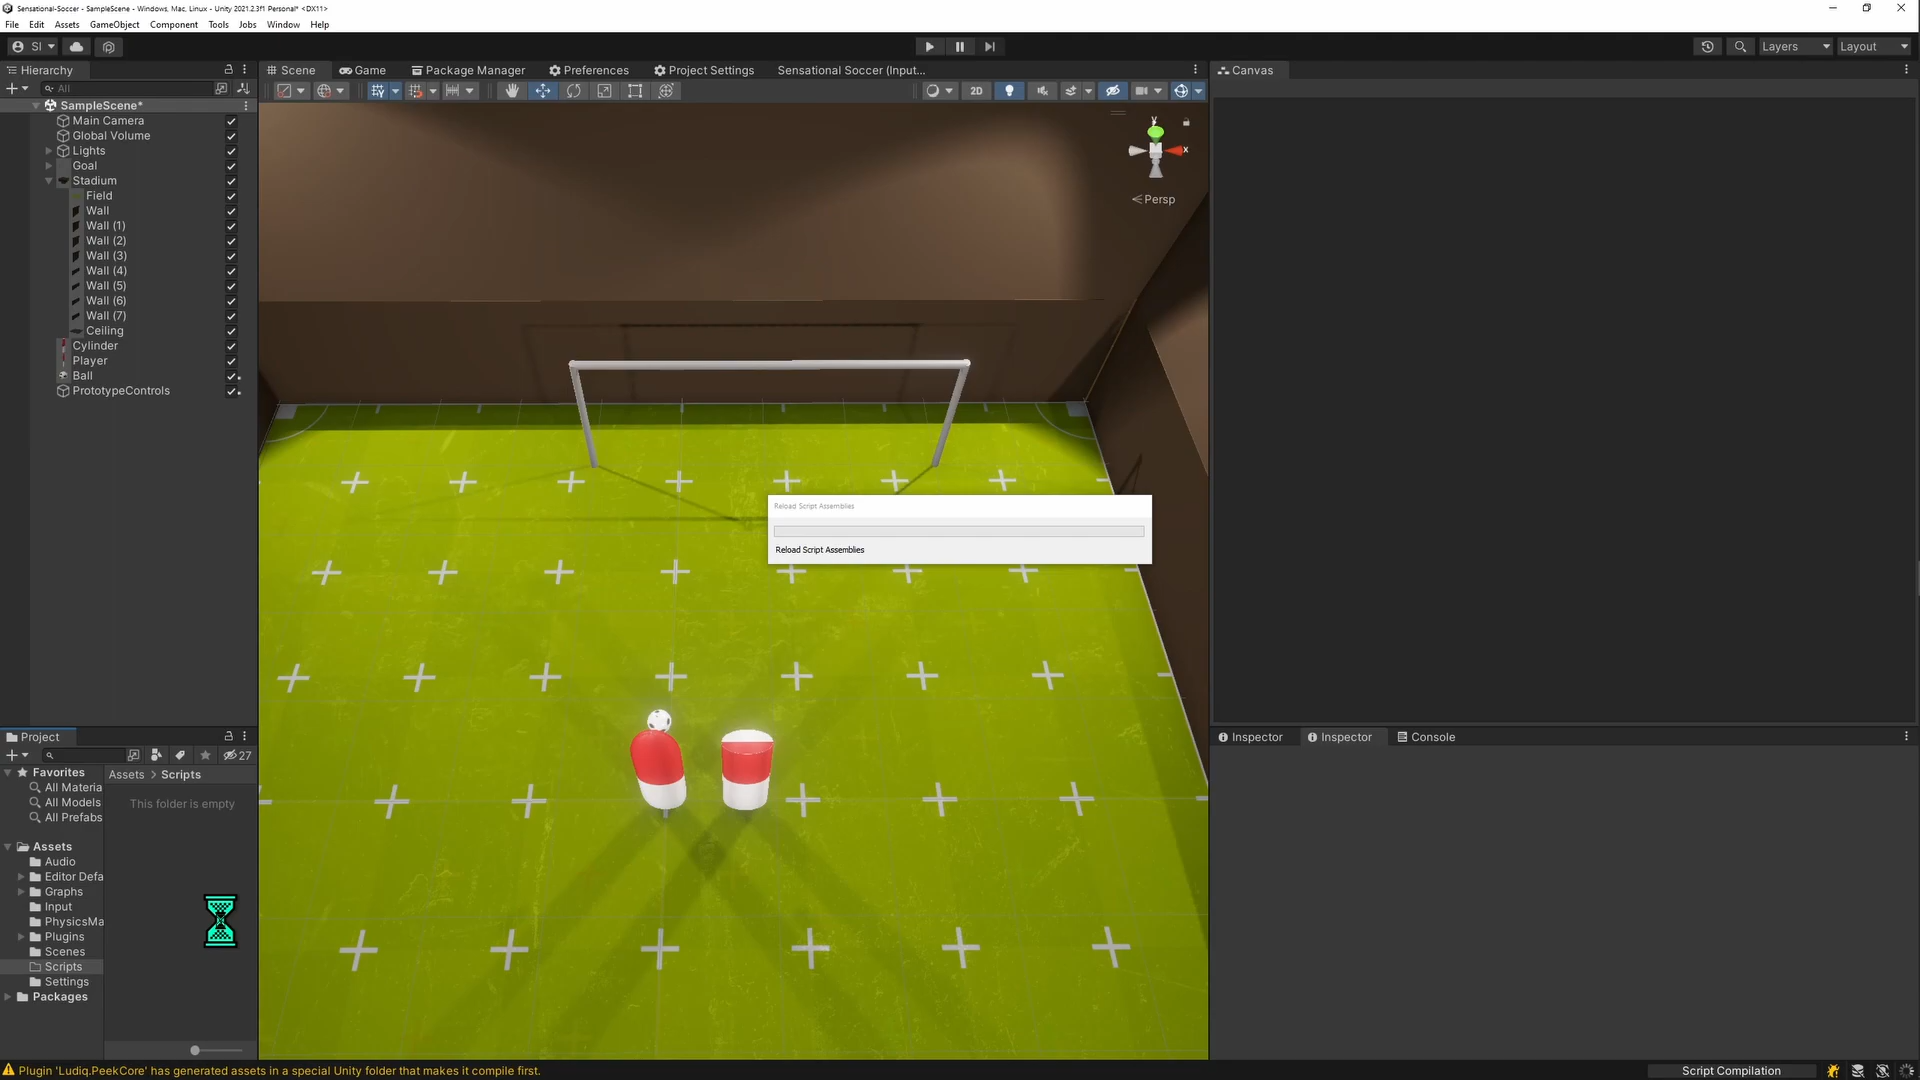 Sensational-Soccer - SampleScene - Windows, Mac, Linux - Unity 2021.2.3f1 Personal* <DX11>
File Edit Assets GameObject Component Tools Jobs Window Help
SI
Layers
Layout
Hierarchy
All
SampleScene*
Main Camera
Global Volume
Lights
Goal
Stadium
Field
Wall
Wall (1)
Wall (2)
Wall (3)
Wall (4)
Wall (5)
Wall (6)
Wall (7)
Ceiling
Cylinder
Player
Ball
PrototypeControls
Scene
Game
Package Manager
Preferences
Project Settings
Sensational Soccer (Input...
2D
y
x
Persp
Reload Script Assemblies
Reload Script Assemblies
Canvas
Inspector
Inspector
Console
Project
27
Favorites
All Materia
All Models
All Prefabs
Assets
Audio
Editor Defa
Graphs
Input
PhysicsMa
Plugins
Scenes
Scripts
Settings
Packages
Assets > Scripts
This folder is empty
Plugin 'Ludiq.PeekCore' has generated assets in a special Unity folder that makes it compile first.
Script Compilation